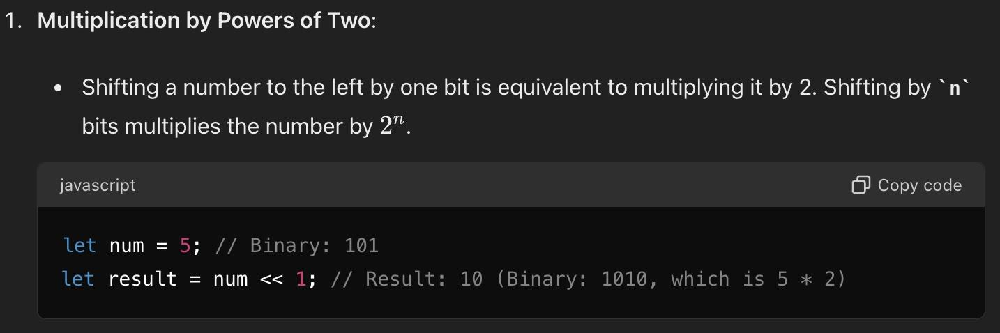 1. Multiplication by Powers of Two:
• Shifting a number to the left by one bit is equivalent to multiplying it by 2. Shifting by `n`
bits multiplies the number by 2ⁿ.
javascript Copy code
let num = 5; // Binary: 101
let result = num << 1; // Result: 10 (Binary: 1010, which is 5 * 2)